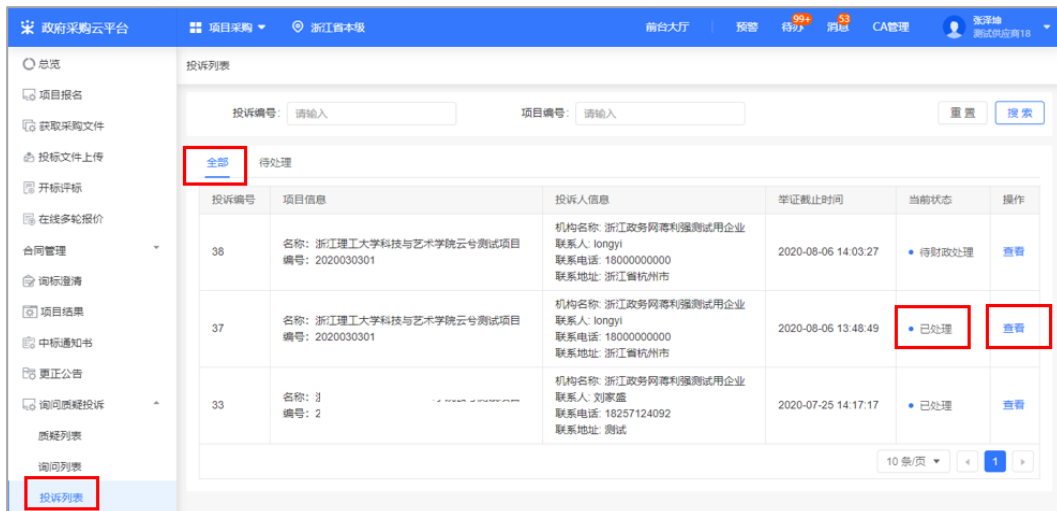 政府采购云平台
项目采购
浙江省本级
前台大厅
预警
待办
99+
消息
53
CA管理
张泽坤
测试供应商18
总览
项目报名
获取采购文件
投标文件上传
开标评标
在线多轮报价
合同管理
询标澄清
项目结果
中标通知书
更正公告
询问质疑投诉
质疑列表
询问列表
投诉列表
投诉列表
投诉编号: 请输入 项目编号: 请输入 重置 搜索
全部 待处理
投诉编号 项目信息 投诉人信息 举证截止时间 当前状态 操作
38
名称: 浙江理工大学科技与艺术学院云兮测试项目
编号: 2020030301
机构名称: 浙江政务网蒋利强测试用企业
联系人: longyi
联系电话: 18000000000
联系地址: 浙江省杭州市
2020-08-06 14:03:27
待财政处理
查看
37
名称: 浙江理工大学科技与艺术学院云兮测试项目
编号: 2020030301
机构名称: 浙江政务网蒋利强测试用企业
联系人: longyi
联系电话: 18000000000
联系地址: 浙江省杭州市
2020-08-06 13:48:49
已处理
查看
33
名称:
编号: 2
机构名称: 浙江政务网蒋利强测试用企业
联系人: 刘家盛
联系电话: 18257124092
联系地址: 测试
2020-07-25 14:17:17
已处理
查看
10 条/页
1